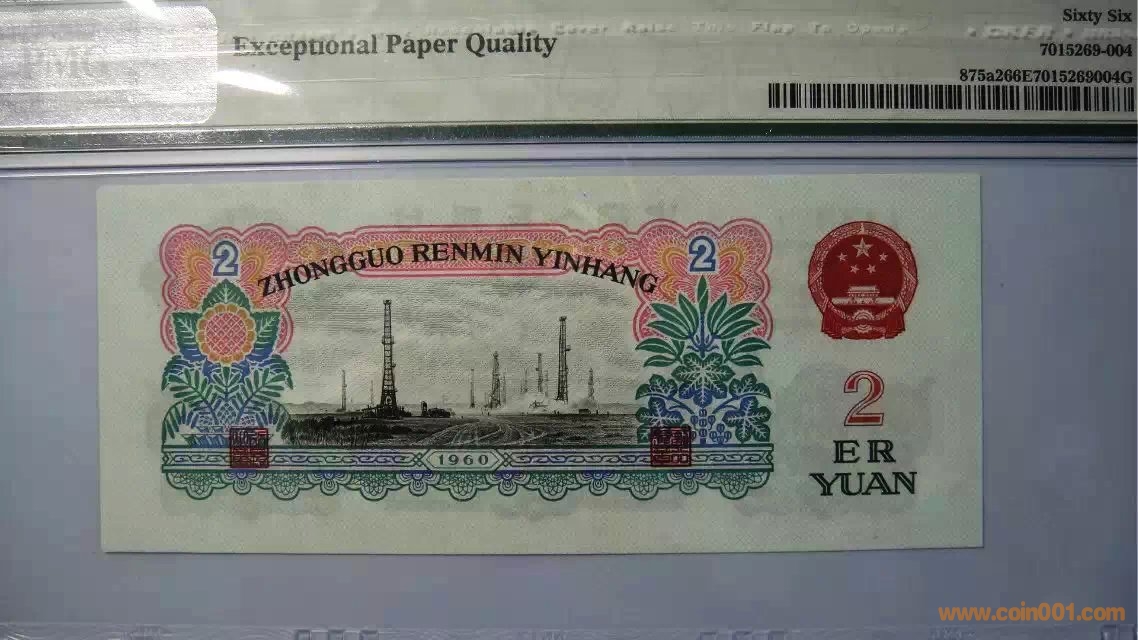 Sixty Six
PMG
Exceptional Paper Quality
7015269-004
875a266E7015269004G
2
2
ZHONGGUO RENMIN YINHANG
2
ER
YUAN
1960
www.coin001.com